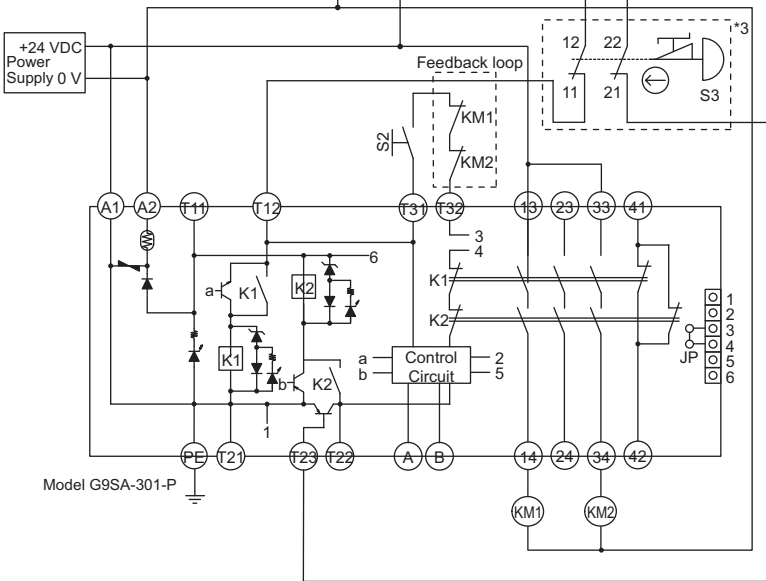 +24 VDC
Power
Supply 0 V
Feedback loop
KM1
KM2
S2
12 22
*3
11 21
S3
A1 A2 T11 T12 T31 T32 13 23 33 41
3
4
6
a
K1
K2
K1
K2
K1
b
K2
a
b
Control
Circuit
2
5
1
JP
1
2
3
4
5
6
PE T21 T23 T22 A B 14 24 34 42
Model G9SA-301-P
KM1 KM2